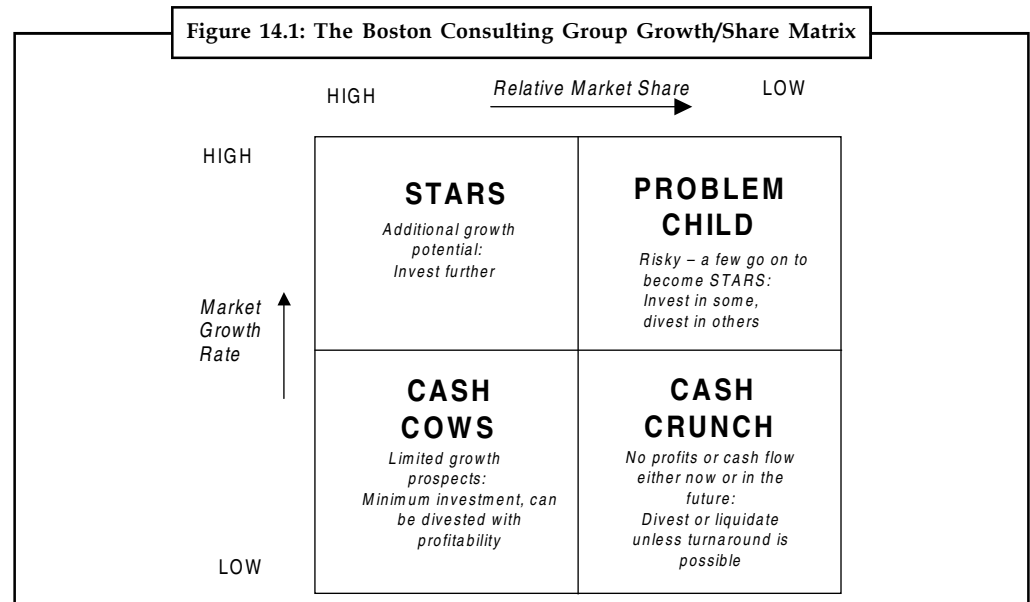 Figure 14.1: The Boston Consulting Group Growth/Share Matrix
HIGH
Relative Market Share
LOW
HIGH
STARS
Additional growth
potential:
Invest further
PROBLEM
CHILD
Risky – a few go on to
become STARS:
Invest in some,
divest in others
Market
Growth
Rate
CASH
COWS
Limited growth
prospects:
Minimum investment, can
be divested with
profitability
CASH
CRUNCH
No profits or cash flow
either now or in the
future:
Divest or liquidate
unless turnaround is
possible
LOW